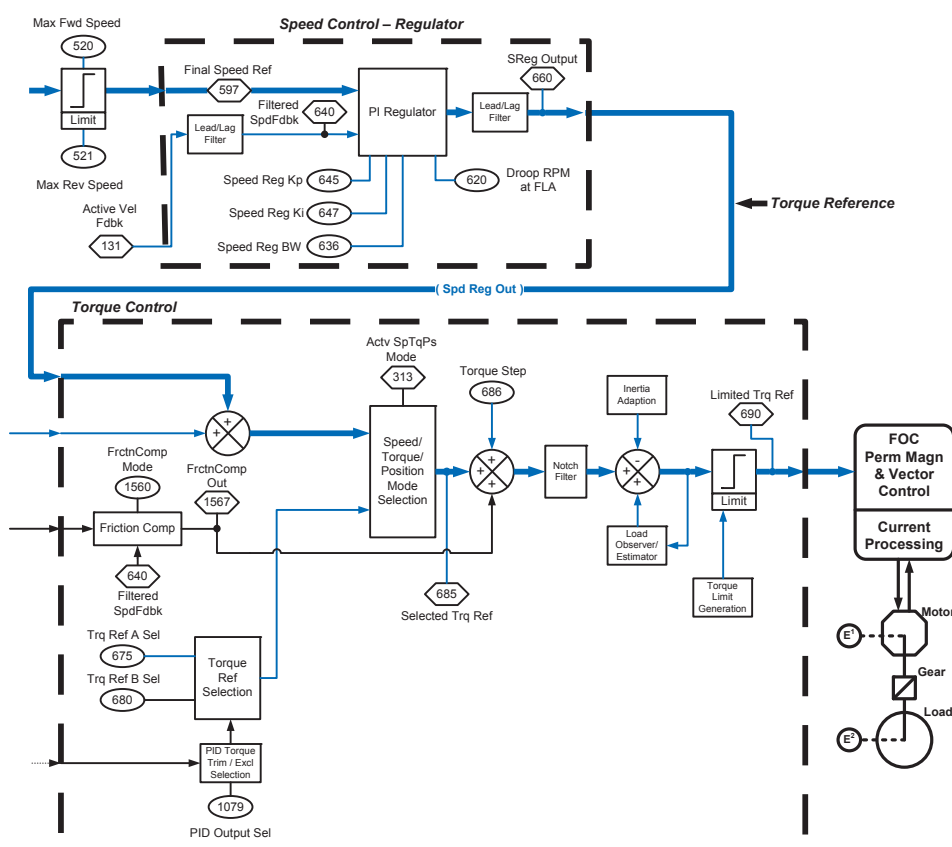 Speed Control – Regulator
Max Fwd Speed
520
Limit
521
Max Rev Speed
Final Speed Ref
597
Filtered
SpdFdbk
640
Lead/Lag
Filter
Active Vel
Fdbk
131
PI Regulator
Lead/Lag
Filter
SReg Output
660
Speed Reg Kp
645
Speed Reg Ki
647
Speed Reg BW
636
620
Droop RPM
at FLA
Torque Reference
( Spd Reg Out )
Torque Control
+
+
Actv SpTqPs
Mode
313
Speed/
Torque/
Position
Mode
Selection
FrctnComp
Mode
1560
FrctnComp
Out
1567
Friction Comp
640
Filtered
SpdFdbk
Torque Step
686
+
+
+
685
Selected Trq Ref
Notch
Filter
Inertia
Adaption
-
+
+
Load
Observer/
Estimator
Limited Trq Ref
690
Limit
Torque
Limit
Generation
FOC
Perm Magn
& Vector
Control
Current
Processing
Motor
E1
Gear
Load
E2
Trq Ref A Sel
675
Trq Ref B Sel
680
Torque
Ref
Selection
PID Torque
Trim / Excl
Selection
1079
PID Output Sel